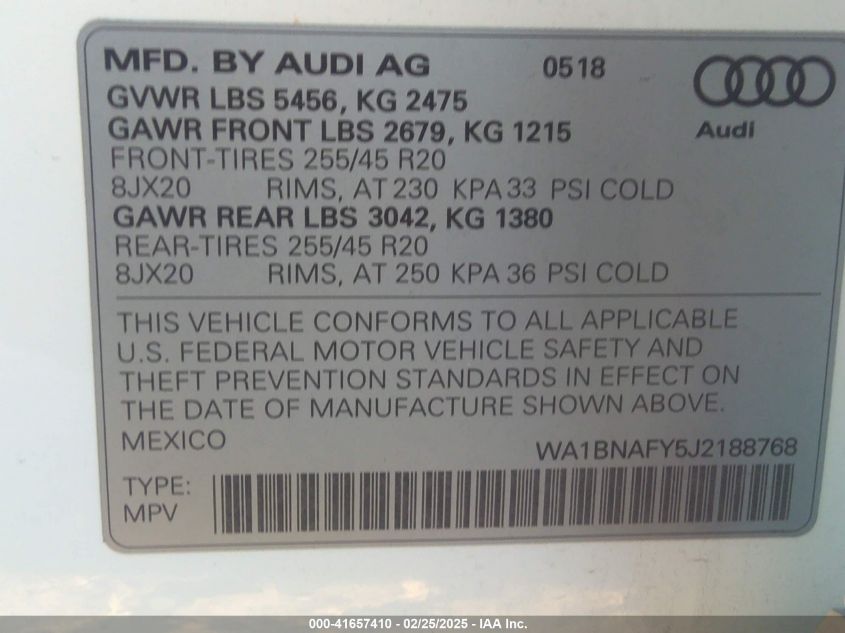 MFD. BY AUDI AG 0518
GVWR LBS 5456, KG 2475
GAWR FRONT LBS 2679, KG 1215
Audi
FRONT-TIRES 255/45 R20
8JX20 RIMS, AT 230 KPA 33 PSI COLD
GAWR REAR LBS 3042, KG 1380
REAR-TIRES 255/45 R20
8JX20 RIMS, AT 250 KPA 36 PSI COLD
THIS VEHICLE CONFORMS TO ALL APPLICABLE
U.S. FEDERAL MOTOR VEHICLE SAFETY AND
THEFT PREVENTION STANDARDS IN EFFECT ON
THE DATE OF MANUFACTURE SHOWN ABOVE.
MEXICO
WA1BNAFY5J2188768
TYPE:
MPV
000-41657410 - 02/25/2025 - IAA Inc.